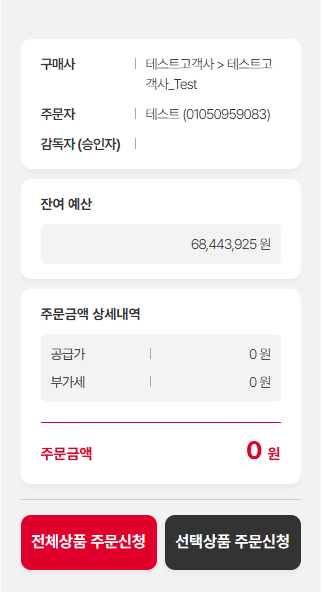 구매사 테스트고객사 > 테스트고
객사_Test
주문자 테스트 (01050959083)
감독자 (승인자)
잔여 예산
68,443,925 원
주문금액 상세내역
공급가 0 원
부가세 0 원
주문금액 0 원
전체상품 주문신청 선택상품 주문신청